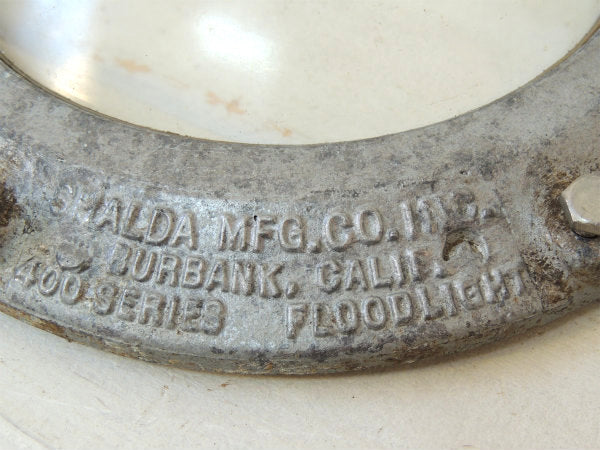 MFG. CO. INC.
BURBANK, CALIF.
400 SERIES FLOODLIGHT